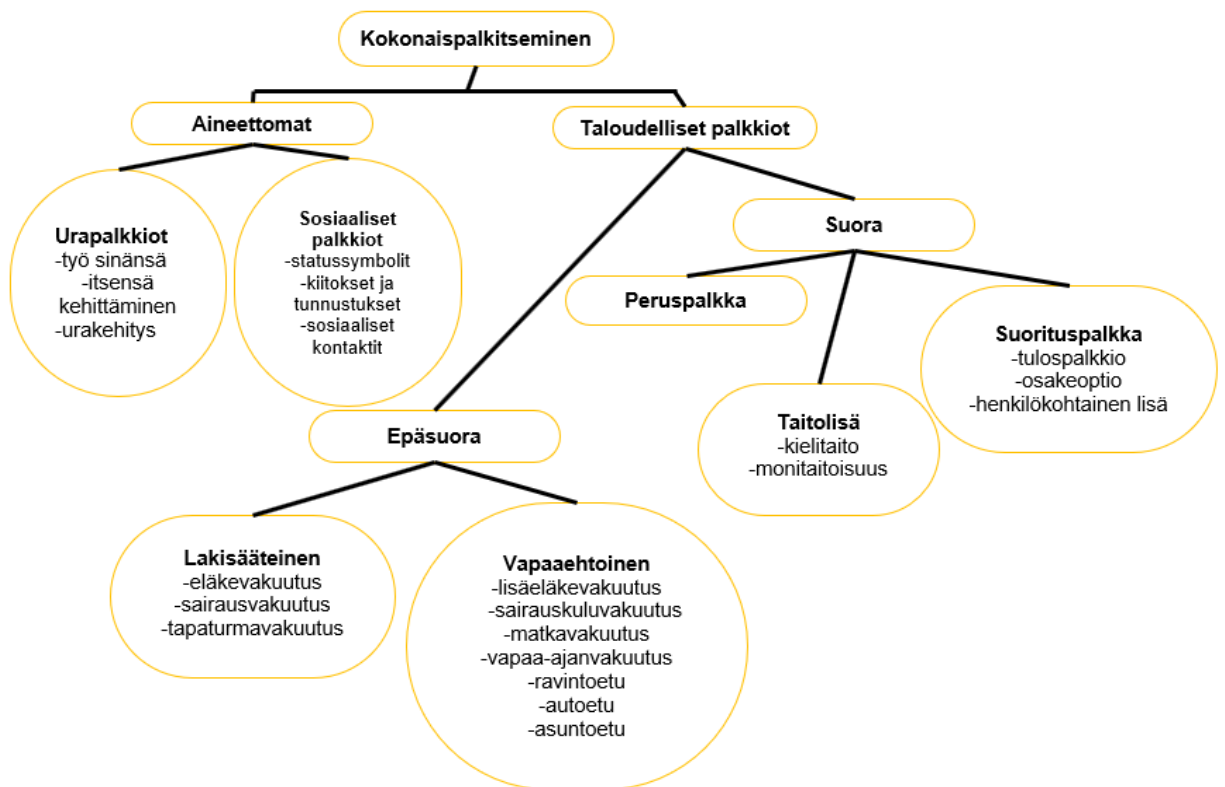 Kokonaispalkitseminen
Aineettomat
Taloudelliset palkkiot
Urapalkkiot
-työ sinänsä
-itsensä
kehittäminen
-urakehitys
Sosiaaliset
palkkiot
-statussymbolit
-kiitokset ja
tunnustukset
-sosiaaliset
kontaktit
Suora
Peruspalkka
Suorituspalkka
-tulospalkkio
-osakeoptio
-henkilökohtainen lisä
Taitolisä
-kielitaito
-monitaitoisuus
Epäsuora
Lakisääteinen
-eläkevakuutus
-sairausvakuutus
-tapaturmavakuutus
Vapaaehtoinen
-lisäeläkevakuutus
-sairauskuluvakuutus
-matkavakuutus
-vapaa-ajanvakuutus
-ravintoetu
-autoetu
-asuntoetu